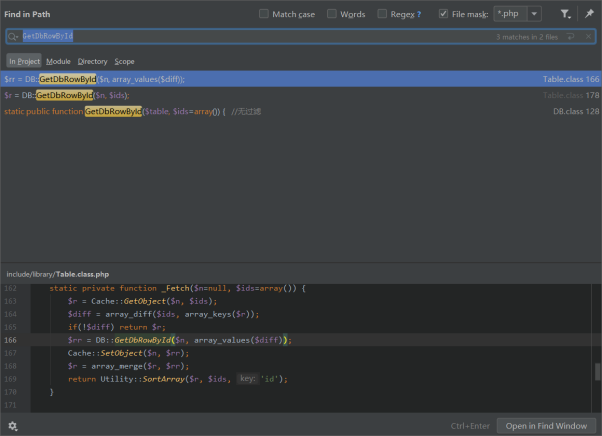 Find in Path
Match case
Words
Regex ?
File mask:
*.php
GetDbRowById
3 matches in 2 files
In Project
Module
Directory
Scope
$rr = DB::GetDbRowById($n, array_values($diff)); Table.class 166
$r = DB::GetDbRowById($n, $ids); Table.class 178
static public function GetDbRowById($table, $ids=array()) { //无过滤 DB.class 128
include/library/Table.class.php
162 static private function _Fetch($n=null, $ids=array()) {
163 $r = Cache::GetObject($n, $ids);
164 $diff = array_diff($ids, array_keys($r));
165 if(!$diff) return $r;
166 $rr = DB::GetDbRowById($n, array_values($diff));
167 Cache::SetObject($n, $rr);
168 $r = array_merge($r, $rr);
169 return Utility::SortArray($r, $ids, key: 'id');
170 }
171
Ctrl+Enter
Open in Find Window